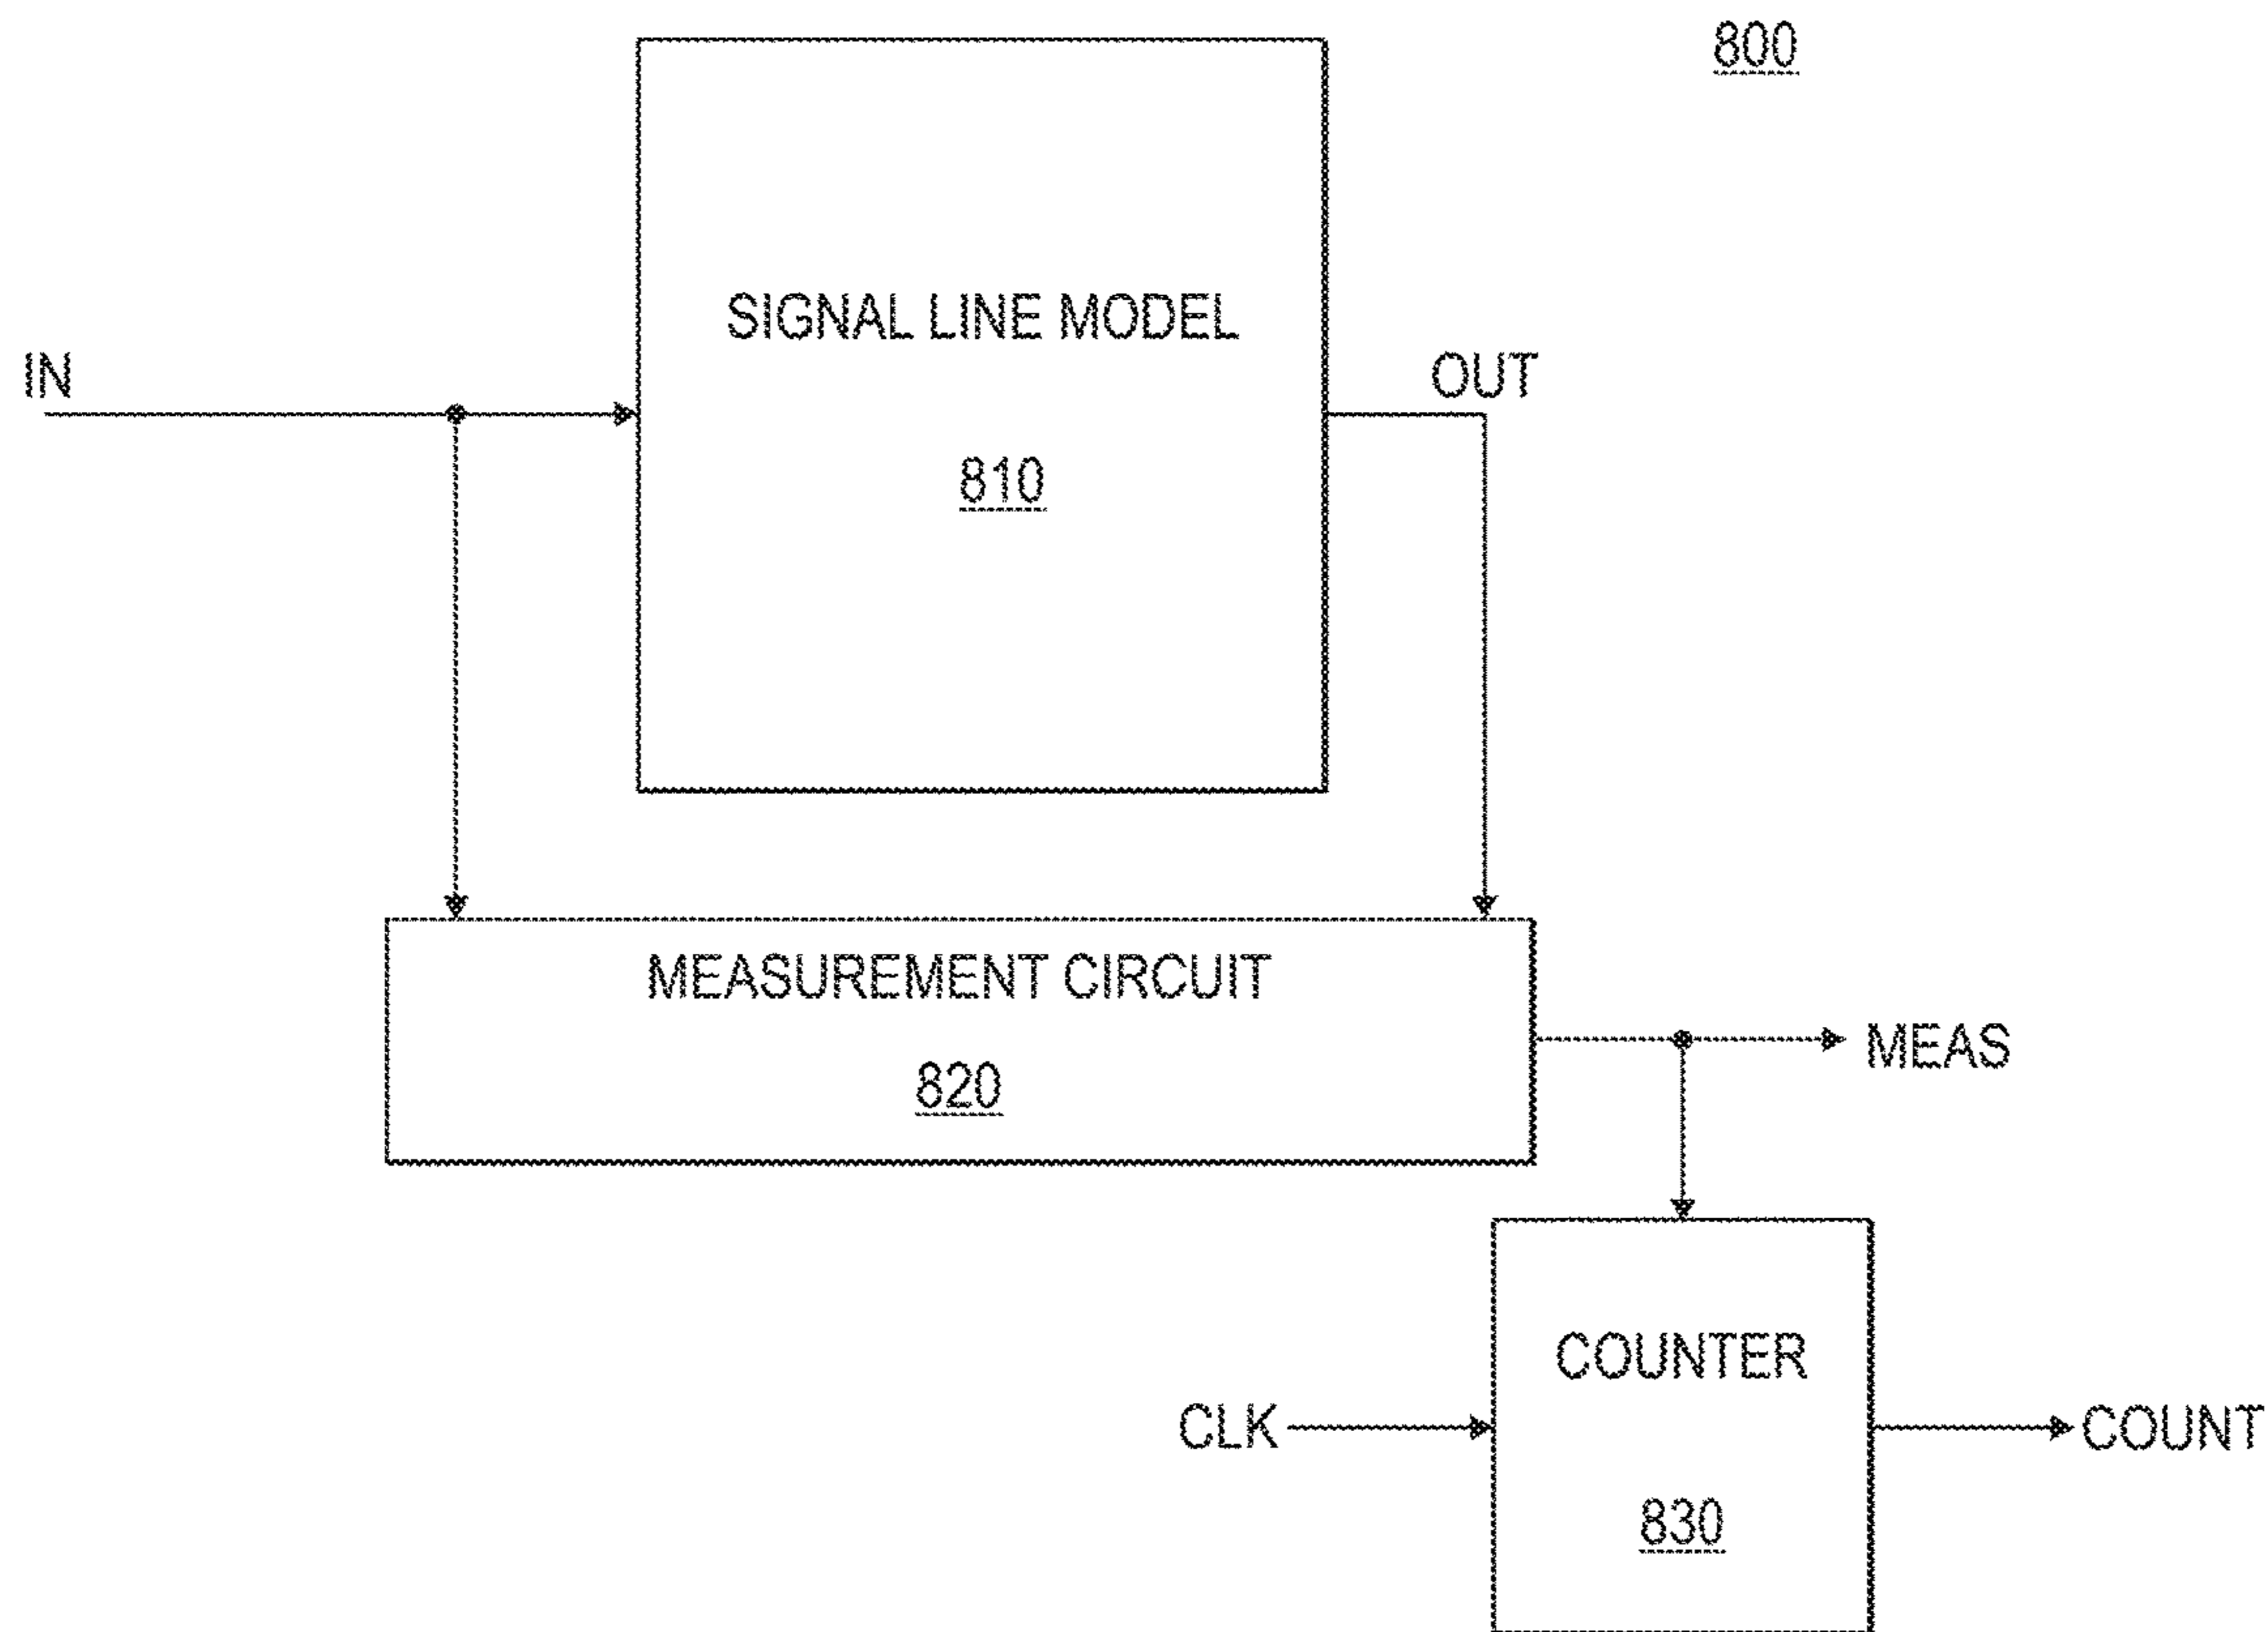 800
SIGNAL LINE MODEL
IN
OUT
810
MEASUREMENT CIRCUIT
MEAS
820
COUNTER
CLK
COUNT
830